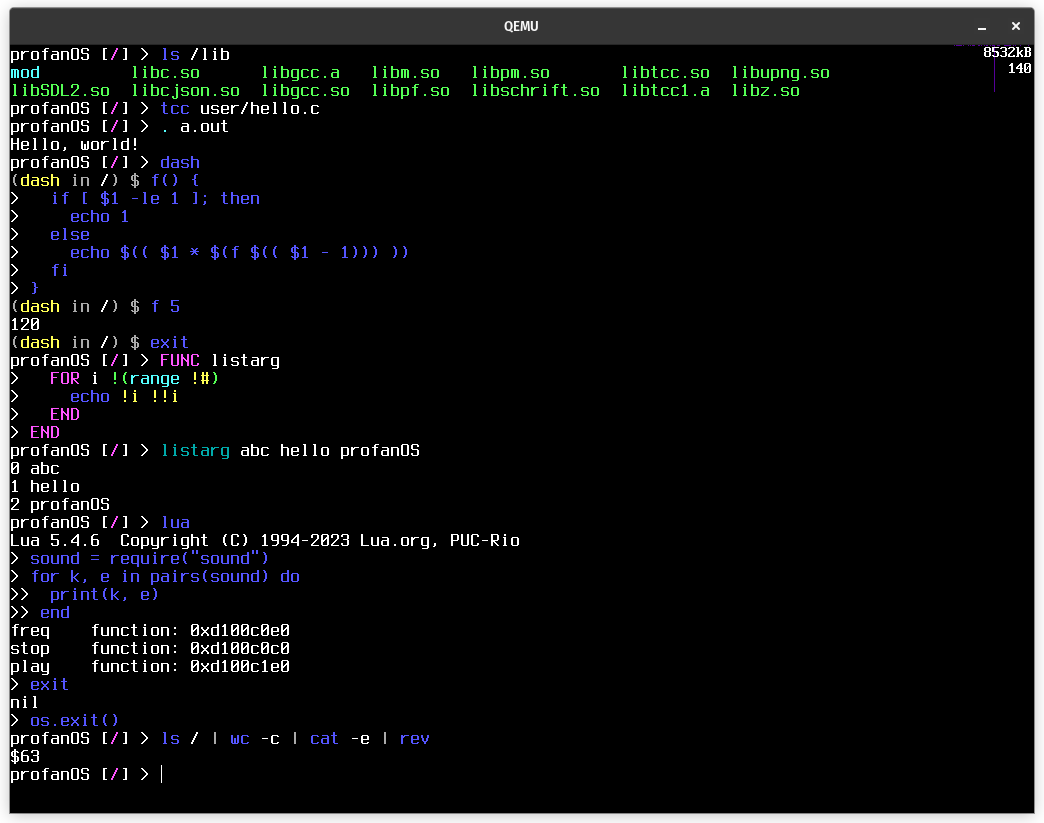 QEMU
profanOS [/] > ls /lib
8532kB
mod libc.so libgcc.a libm.so libpm.so libtcc.so libupng.so
140
libSDL2.so libcjson.so libgcc.so libpf.so libschrift.so libtcc1.a libz.so
profanOS [/] > tcc user/hello.c
profanOS [/] > . a.out
Hello, world!
profanOS [/] > dash
(dash in /) $ f() {
>   if [ $1 -le 1 ]; then
>     echo 1
>   else
>     echo $(( $1 * $(f $(( $1 - 1))) ))
>   fi
> }
(dash in /) $ f 5
120
(dash in /) $ exit
profanOS [/] > FUNC listarg
>   FOR i !(range !#)
>     echo !i !!i
>   END
> END
profanOS [/] > listarg abc hello profanOS
0 abc
1 hello
2 profanOS
profanOS [/] > lua
Lua 5.4.6  Copyright (C) 1994-2023 Lua.org, PUC-Rio
> sound = require("sound")
> for k, e in pairs(sound) do
>>  print(k, e)
>> end
freq    function: 0xd100c0e0
stop    function: 0xd100c0c0
play    function: 0xd100c1e0
> exit
nil
> os.exit()
profanOS [/] > ls / | wc -c | cat -e | rev
$63
profanOS [/] >